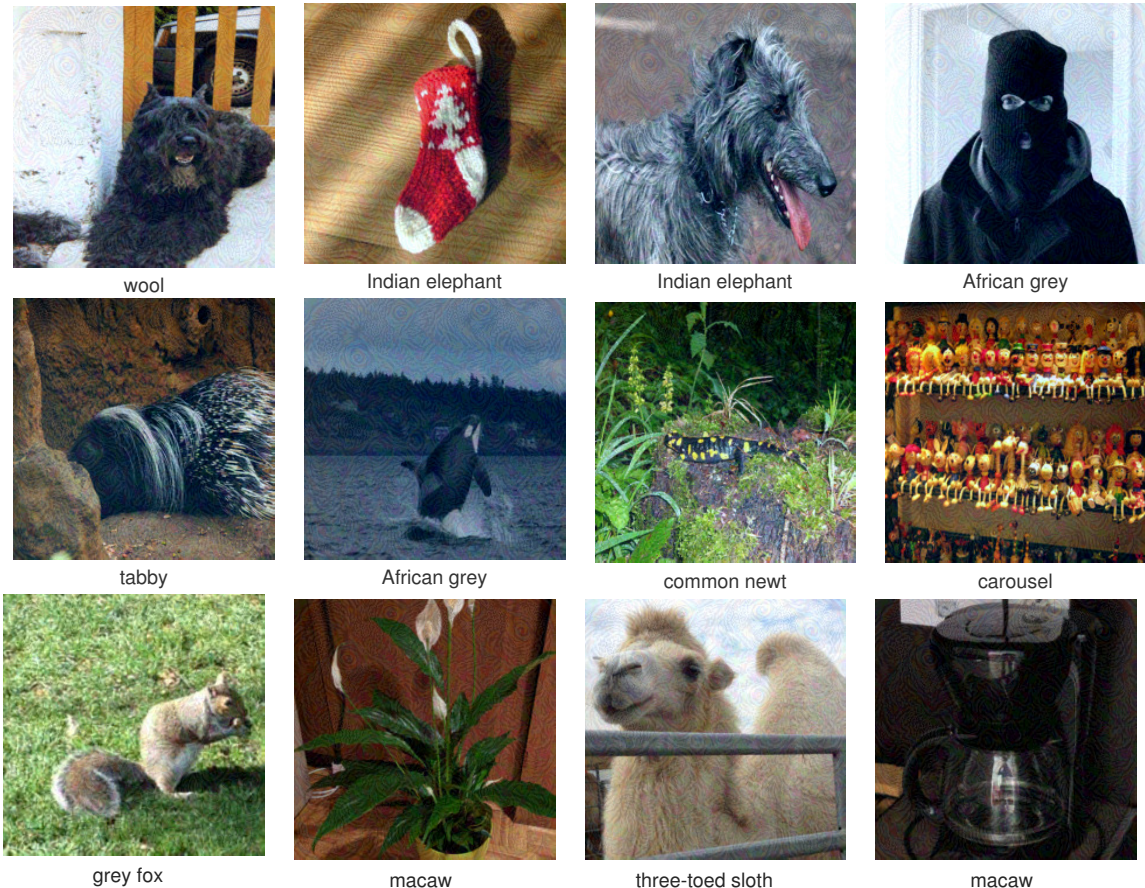 wool
Indian elephant
Indian elephant
African grey
tabby
African grey
common newt
carousel
grey fox
macaw
three-toed sloth
macaw